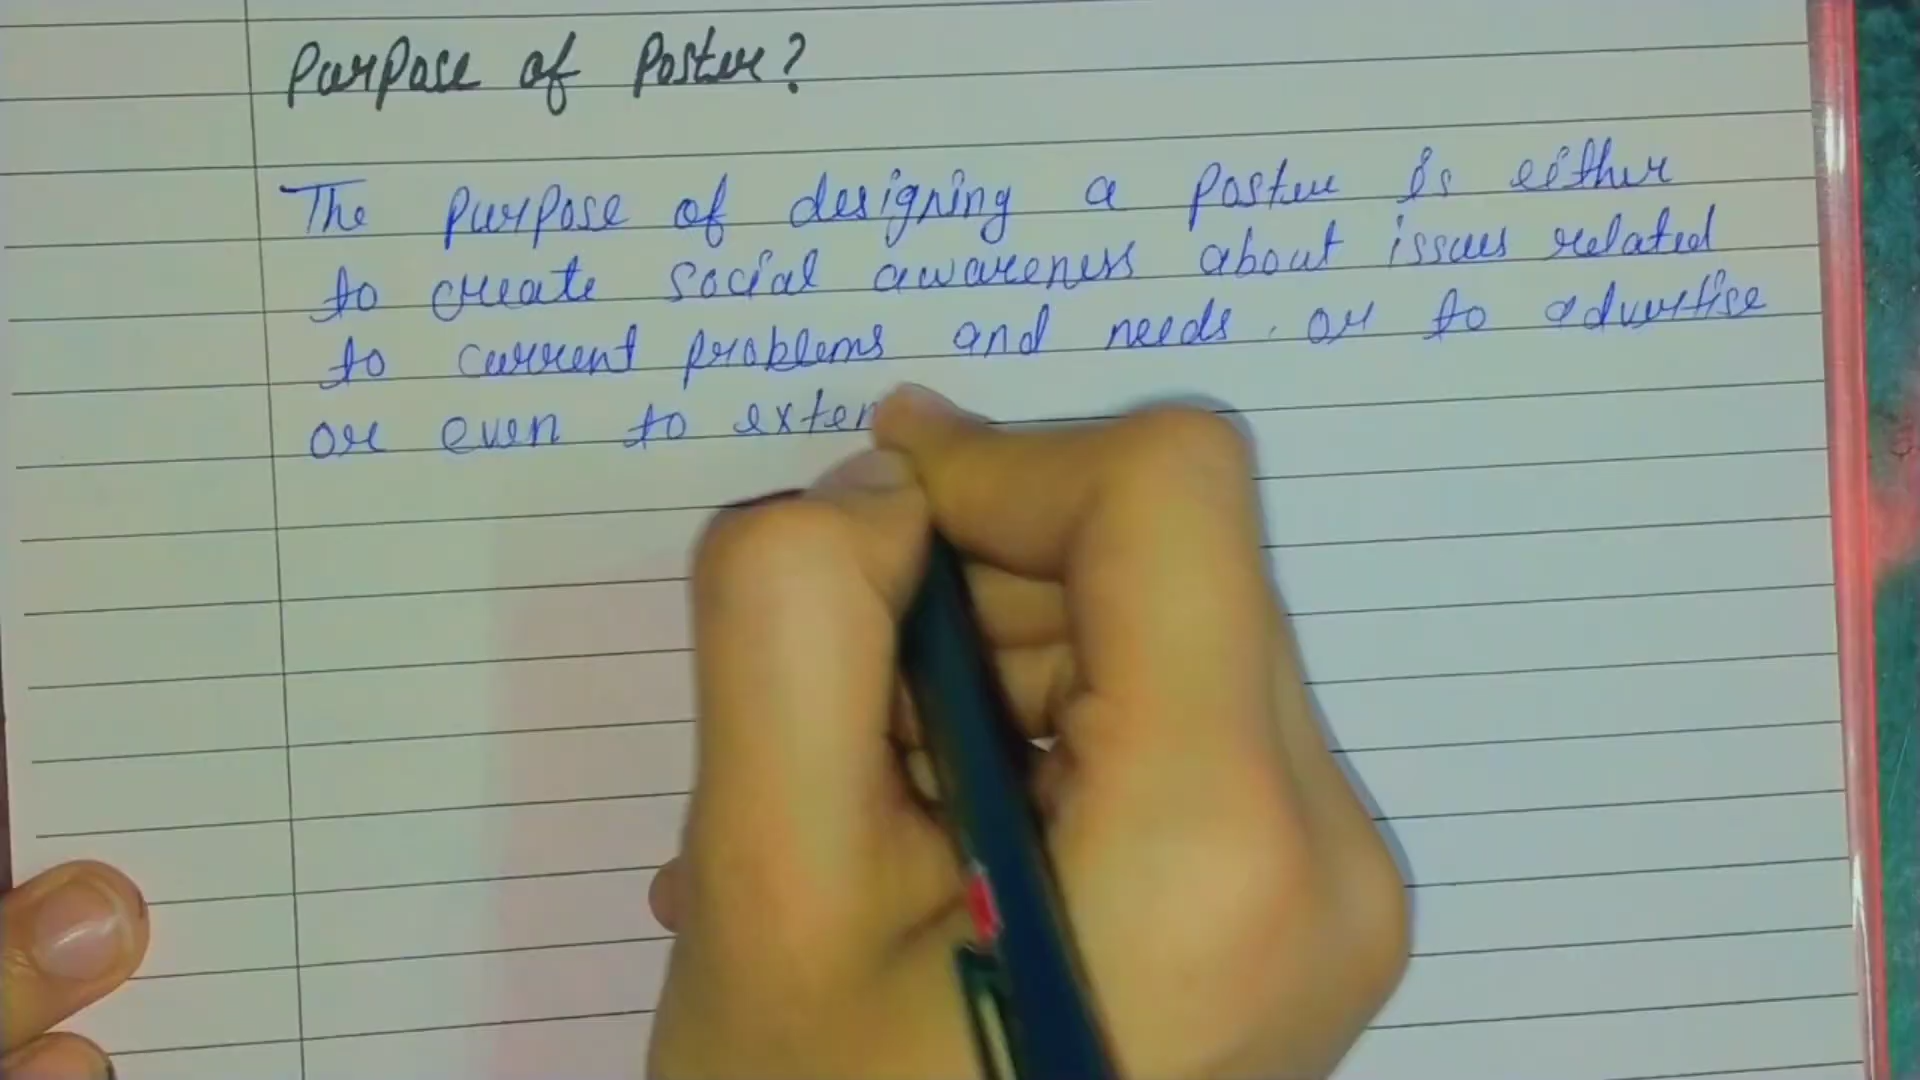 Purpose of Poster?
The purpose of designing a poster is either
to create social awareness about issues related
to current problems and needs, or to advertise
or even to exten